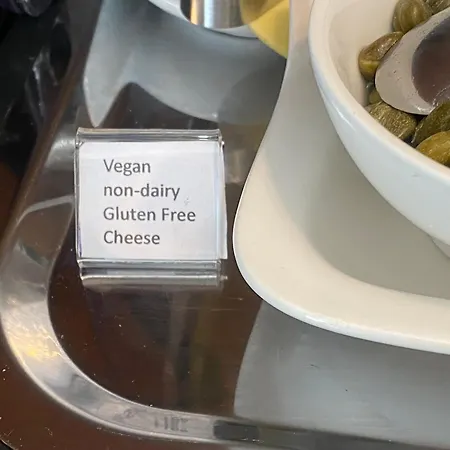 Vegan
non-dairy
Gluten Free
Cheese